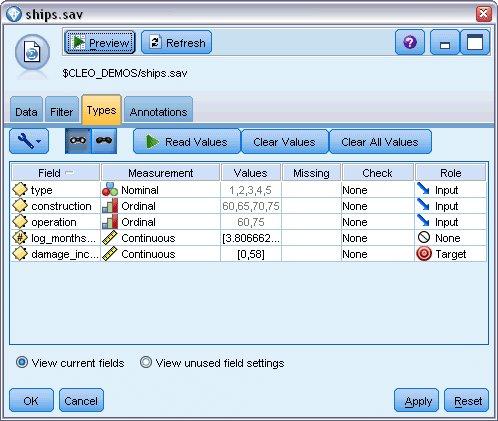 ships.sav
Preview Refresh
$CLEO_DEMOS/ships.sav
Data Filter Types Annotations
Read Values Clear Values Clear All Values
Field Measurement Values Missing Check Role
type Nominal 1,2,3,4,5 None Input
construction Ordinal 60,65,70,75 None Input
operation Ordinal 60,75 None Input
log_months... Continuous [3.806662... None None
damage_inc... Continuous [0,58] None Target
View current fields View unused field settings
OK Cancel Apply Reset